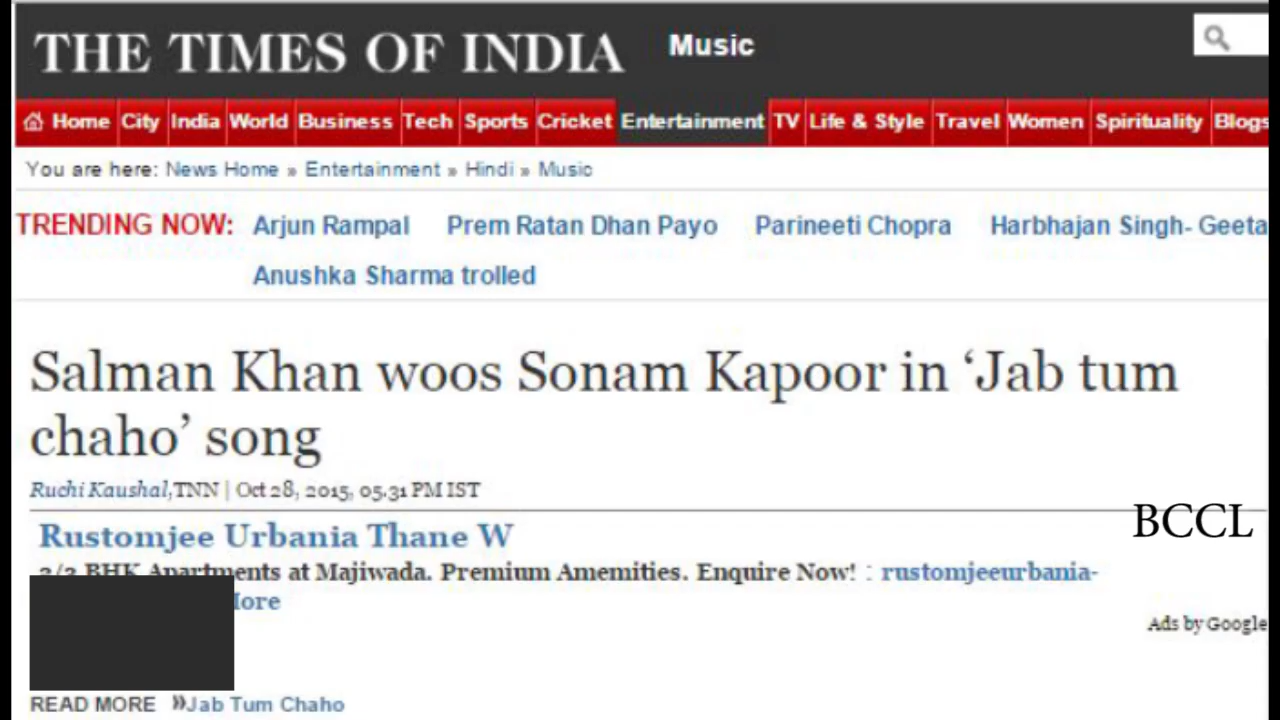 THE TIMES OF INDIA Music
Home City India World Business Tech Sports Cricket Entertainment TV Life & Style Travel Women Spirituality Blogs
You are here: News Home » Entertainment » Hindi » Music
TRENDING NOW: Arjun Rampal Prem Ratan Dhan Payo Parineeti Chopra Harbhajan Singh- Geeta
Anushka Sharma trolled
Salman Khan woos Sonam Kapoor in ‘Jab tum
chaho’ song
Ruchi Kaushal,TNN | Oct 28, 2015, 05.31 PM IST
BCCL
Rustomjee Urbania Thane W
BHK Apartments at Majiwada. Premium Amemities. Enquire Now! : rustomjeeurbania-
Ads by Google
READ MORE »Jab Tum Chaho